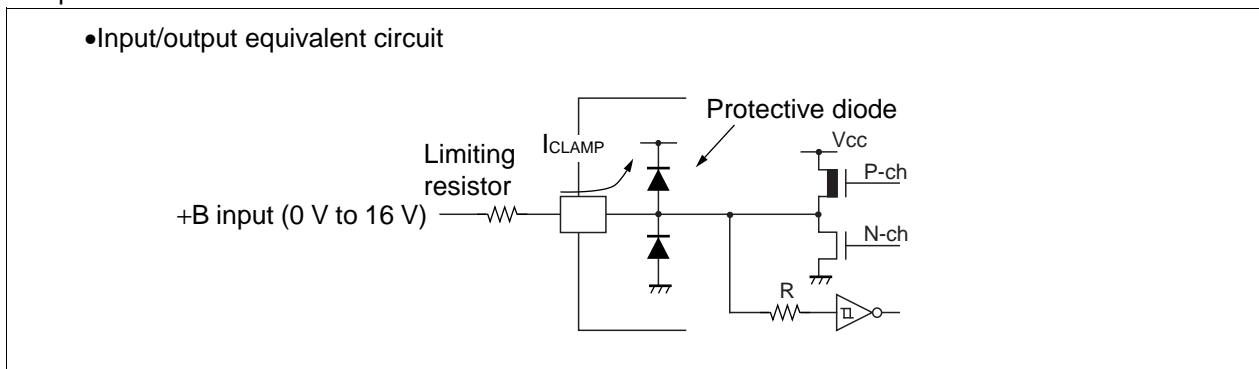 •Input/output equivalent circuit
Protective diode
ICLAMP
Vcc
Limiting
resistor
P-ch
+B input (0 V to 16 V)
N-ch
R